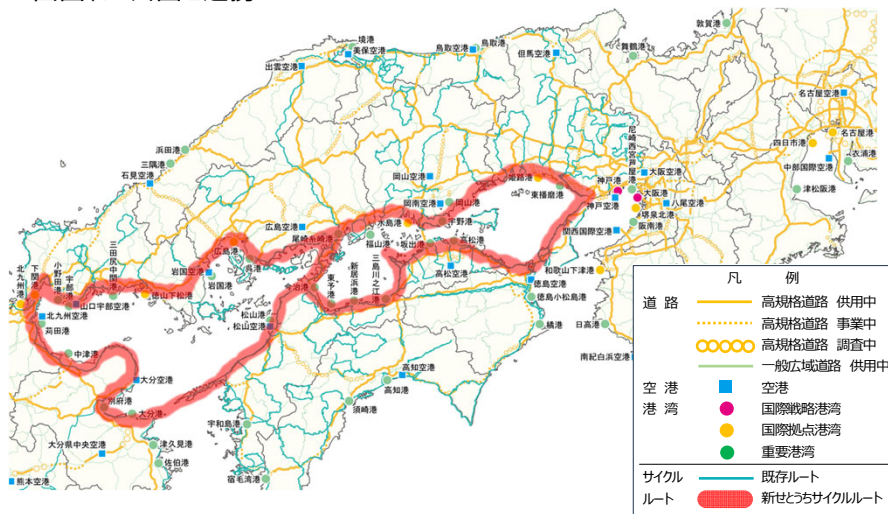 敦賀港
境港
美保空港
鳥取港
鳥取空港
但馬空港
舞鶴港
出雲空港
名古屋空港
浜田港
三隅港
石見空港
尼崎西宮芦屋港
四日市港
名古屋港
衣浦港
中部国際空港
津松阪港
岡山空港
岡南空港
岡山港
姫路港
東播磨港
神戸港
神戸空港
大阪空港
大阪港
八尾空港
堺泉北港
阪南港
関西国際空港
広島空港
尾道糸崎港
水島港
宇野港
福山港
坂出港
高松港
高松空港
広島港
呉港
岩国空港
岩国港
三田尻中関港
徳山下松港
山口宇部空港
宇部港
小野田港
下関港
北九州港
北九州空港
苅田港
中津港
大分空港
別府港
大分港
大分県中央空港
津久見港
佐伯港
熊本空港
松山港
松山空港
今治港
東予港
新居浜港
三島川之江港
和歌山下津港
徳島空港
徳島小松島港
橘港
日高港
南紀白浜空港
高知空港
高知港
須崎港
宇和島港
宿毛湾港
凡 例
道 路
高規格道路 供用中
高規格道路 事業中
高規格道路 調査中
一般広域道路 供用中
空 港
空港
港 湾
国際戦略港湾
国際拠点港湾
重要港湾
サイクル
ルート
既存ルート
新せとうちサイクルルート